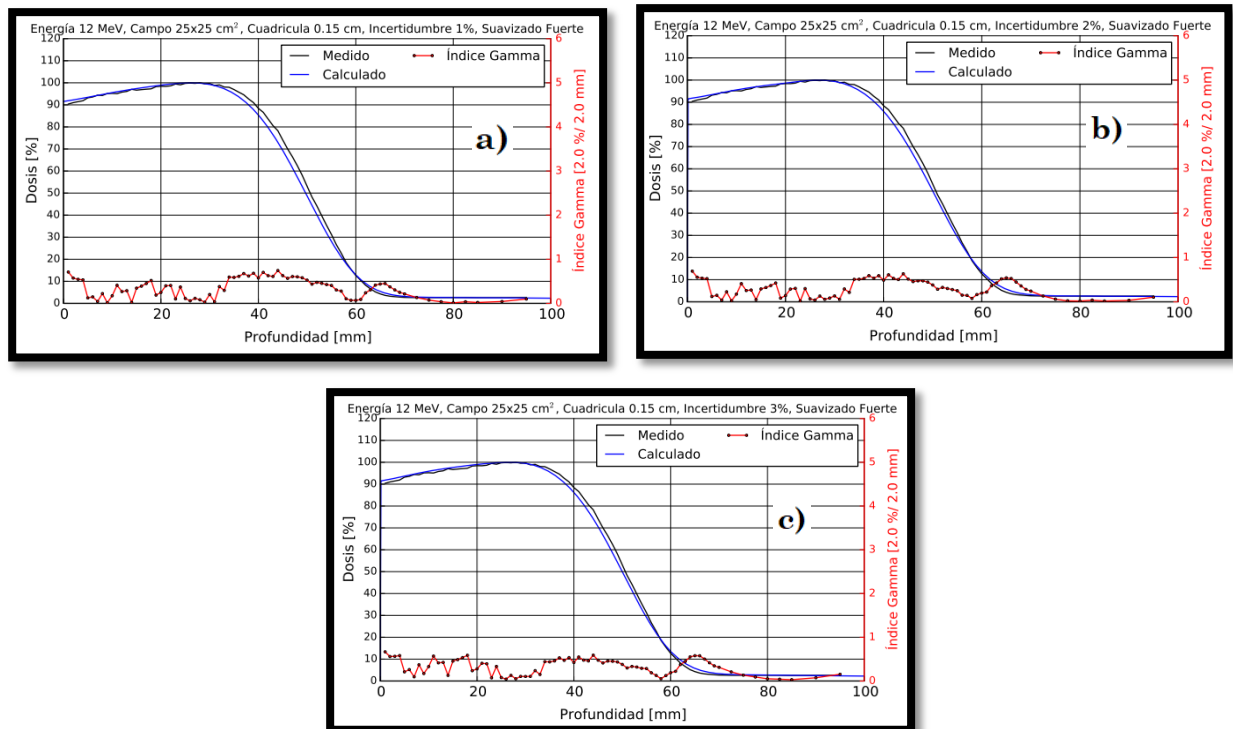 Energía 12 MeV, Campo 25x25 cm², Cuadricula 0.15 cm, Incertidumbre 1%, Suavizado Fuerte
Medido
Calculado
Índice Gamma
a)
Dosis [%]
0 10 20 30 40 50 60 70 80 90 100 110 120
Índice Gamma [2.0 %/ 2.0 mm]
0 1 2 3 4 5 6
0 20 40 60 80 100
Profundidad [mm]
Energía 12 MeV, Campo 25x25 cm², Cuadricula 0.15 cm, Incertidumbre 2%, Suavizado Fuerte
Medido
Calculado
Índice Gamma
b)
Dosis [%]
0 10 20 30 40 50 60 70 80 90 100 110 120
Índice Gamma [2.0 %/ 2.0 mm]
0 1 2 3 4 5 6
0 20 40 60 80 100
Profundidad [mm]
Energía 12 MeV, Campo 25x25 cm², Cuadricula 0.15 cm, Incertidumbre 3%, Suavizado Fuerte
Medido
Calculado
Índice Gamma
c)
Dosis [%]
0 10 20 30 40 50 60 70 80 90 100 110 120
Índice Gamma [2.0 %/ 2.0 mm]
0 1 2 3 4 5 6
0 20 40 60 80 100
Profundidad [mm]